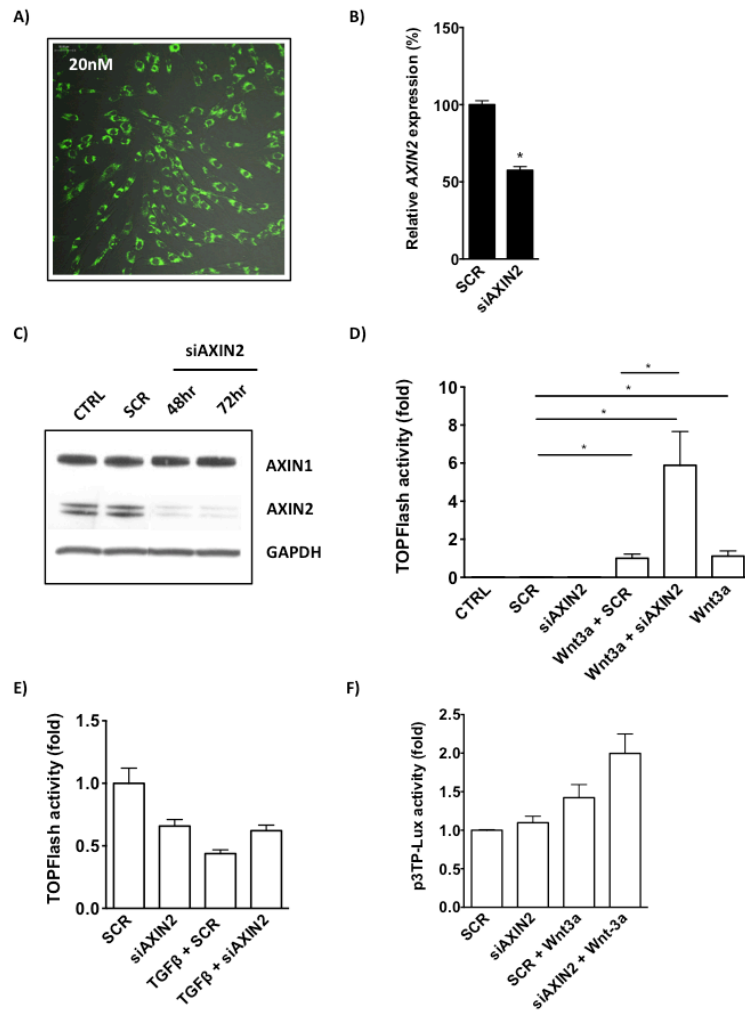 A)
20nM
B)
Relative AXIN2 expression (%)
150
100
50
0
SCR
siAXIN2
*
C)
siAXIN2
CTRL
SCR
48hr
72hr
AXIN1
AXIN2
GAPDH
D)
TOPFlash activity (fold)
10
8
6
4
2
0
*
*
*
*
CTRL
SCR
siAXIN2
Wnt3a + SCR
Wnt3a + siAXIN2
Wnt3a
E)
TOPFlash activity (fold)
1.5
1.0
0.5
0.0
SCR
siAXIN2
TGFβ + SCR
TGFβ + siAXIN2
F)
p3TP-Lux activity (fold)
2.5
2.0
1.5
1.0
0.5
0.0
SCR
siAXIN2
SCR + Wnt3a
siAXIN2 + Wnt-3a